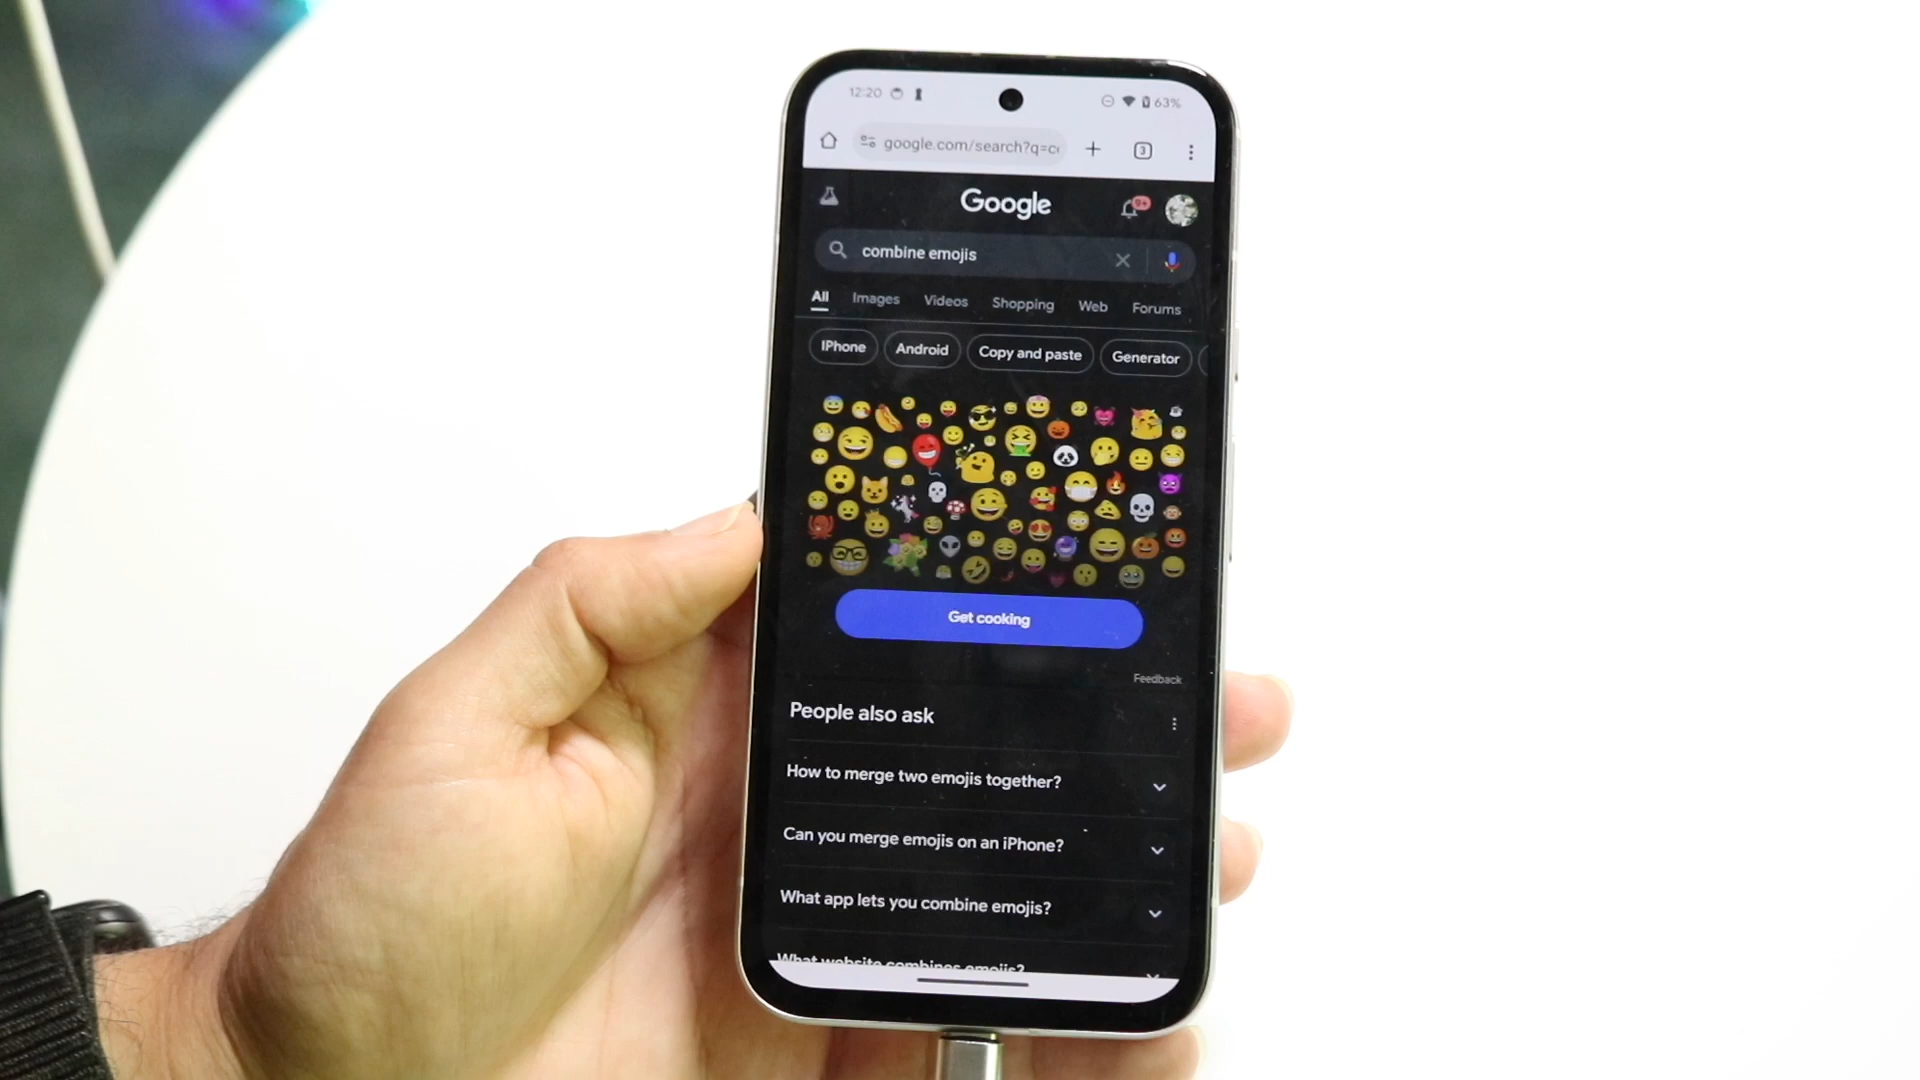 12:20 63%
google.com/search?q=c
3
Google
9+
combine emojis
All Images Videos Shopping Web Forums
IPhone Android Copy and paste Generator
Get cooking
Feedback
People also ask
How to merge two emojis together?
Can you merge emojis on an iPhone?
What app lets you combine emojis?
What website combines emojis?